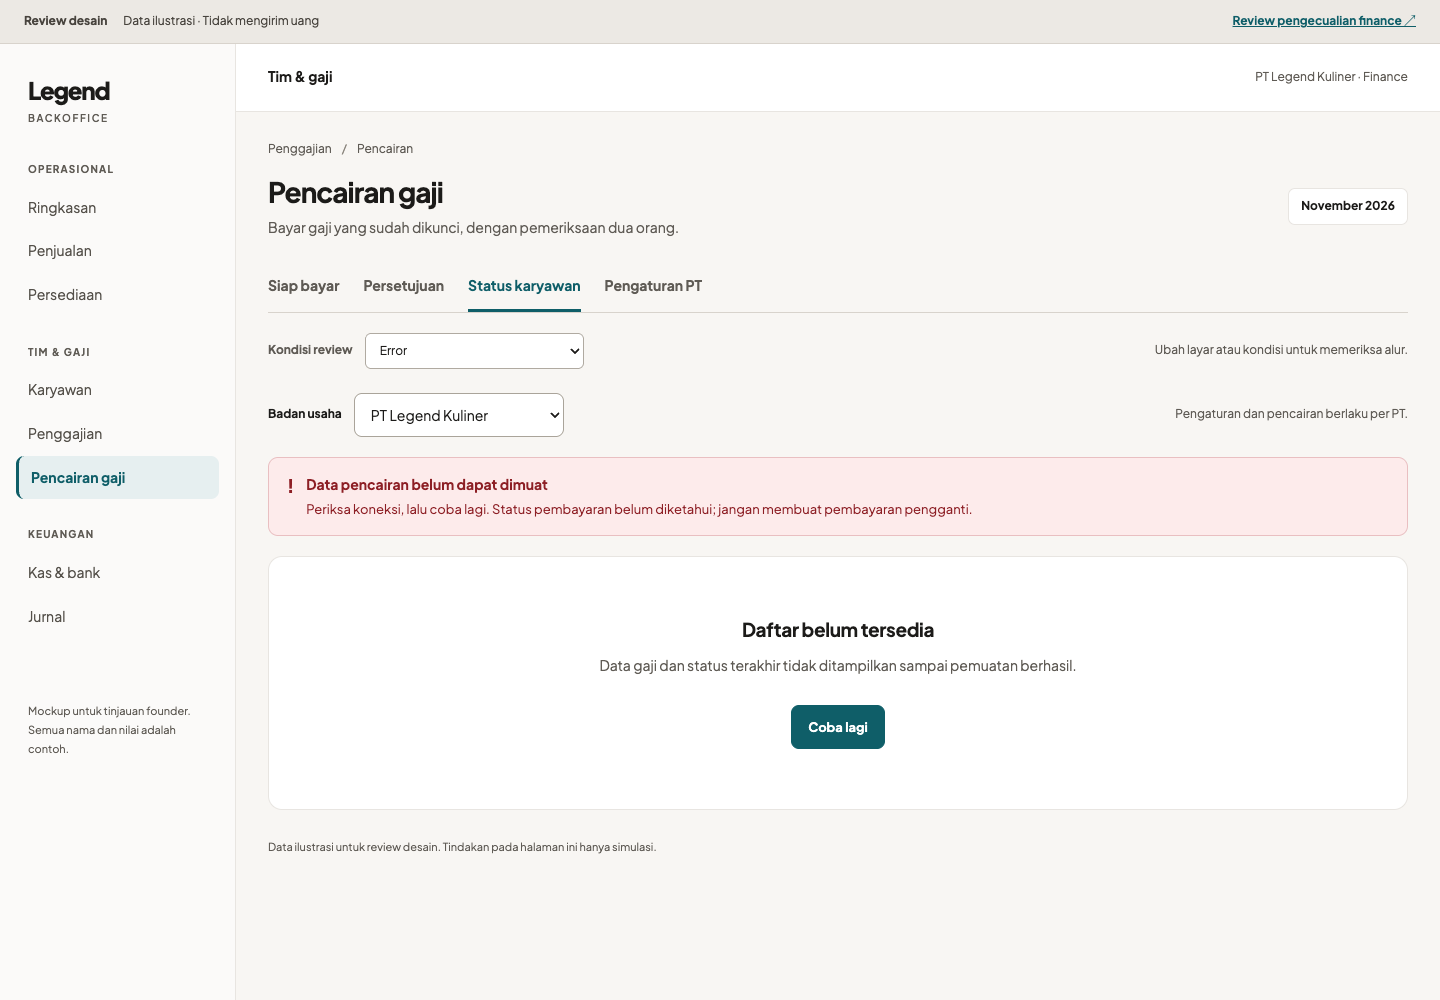 Review desain
Data ilustrasi · Tidak mengirim uang
Review pengecualian finance ↗
Legend
BACKOFFICE
OPERASIONAL
Ringkasan
Penjualan
Persediaan
TIM & GAJI
Karyawan
Penggajian
Pencairan gaji
KEUANGAN
Kas & bank
Jurnal
Mockup untuk tinjauan founder.
Semua nama dan nilai adalah
contoh.
Tim & gaji
PT Legend Kuliner · Finance
Penggajian / Pencairan
Pencairan gaji
Bayar gaji yang sudah dikunci, dengan pemeriksaan dua orang.
November 2026
Siap bayar
Persetujuan
Status karyawan
Pengaturan PT
Kondisi review
Error
Ubah layar atau kondisi untuk memeriksa alur.
Badan usaha
PT Legend Kuliner
Pengaturan dan pencairan berlaku per PT.
! Data pencairan belum dapat dimuat
Periksa koneksi, lalu coba lagi. Status pembayaran belum diketahui; jangan membuat pembayaran pengganti.
Daftar belum tersedia
Data gaji dan status terakhir tidak ditampilkan sampai pemuatan berhasil.
Coba lagi
Data ilustrasi untuk review desain. Tindakan pada halaman ini hanya simulasi.